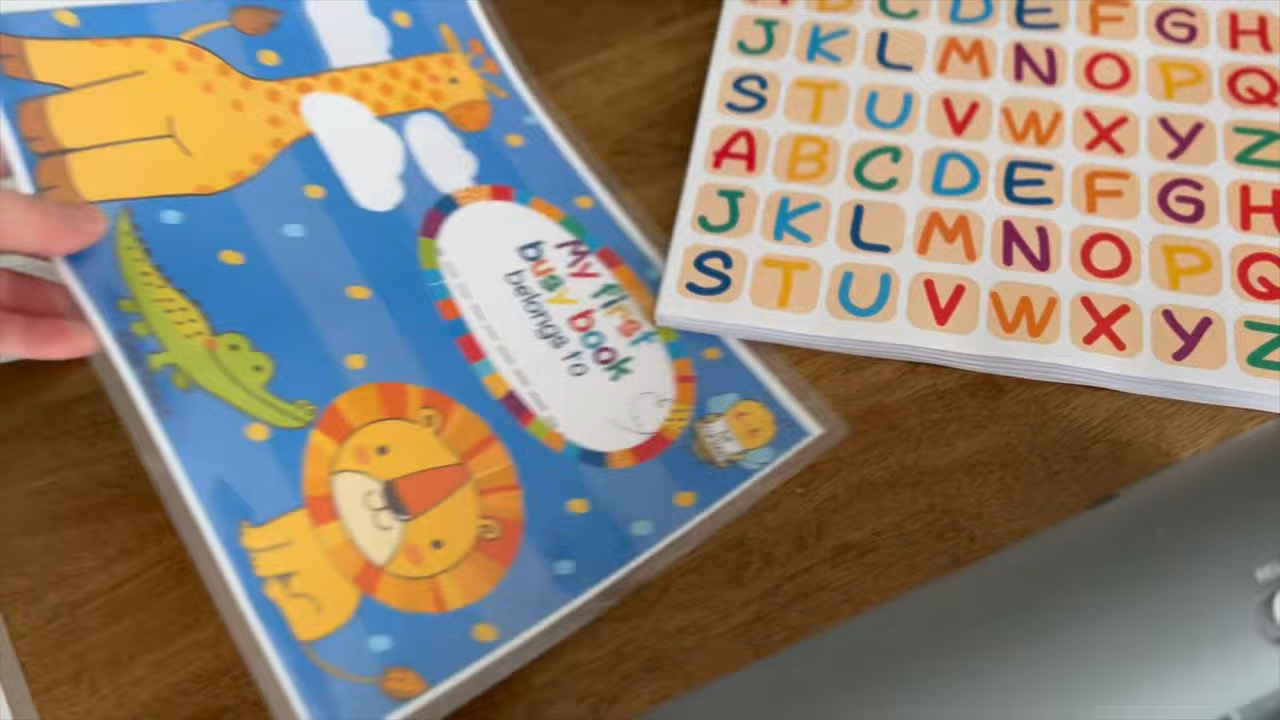 My first
busy book
belongs to
A B C D E F G H
J K L M N O P Q
S T U V W X Y Z
A B C D E F G H
J K L M N O P Q
S T U V W X Y Z